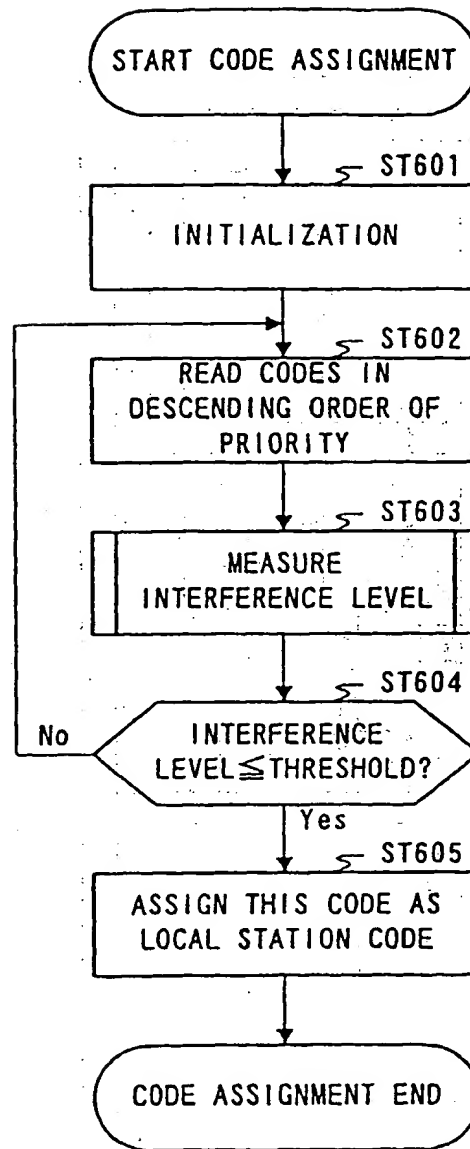 START CODE ASSIGNMENT
ST601
INITIALIZATION
ST602
READ CODES IN
DESCENDING ORDER OF
PRIORITY
ST603
MEASURE
INTERFERENCE LEVEL
ST604
No
INTERFERENCE
LEVEL≦THRESHOLD?
Yes
ST605
ASSIGN THIS CODE AS
LOCAL STATION CODE
CODE ASSIGNMENT END